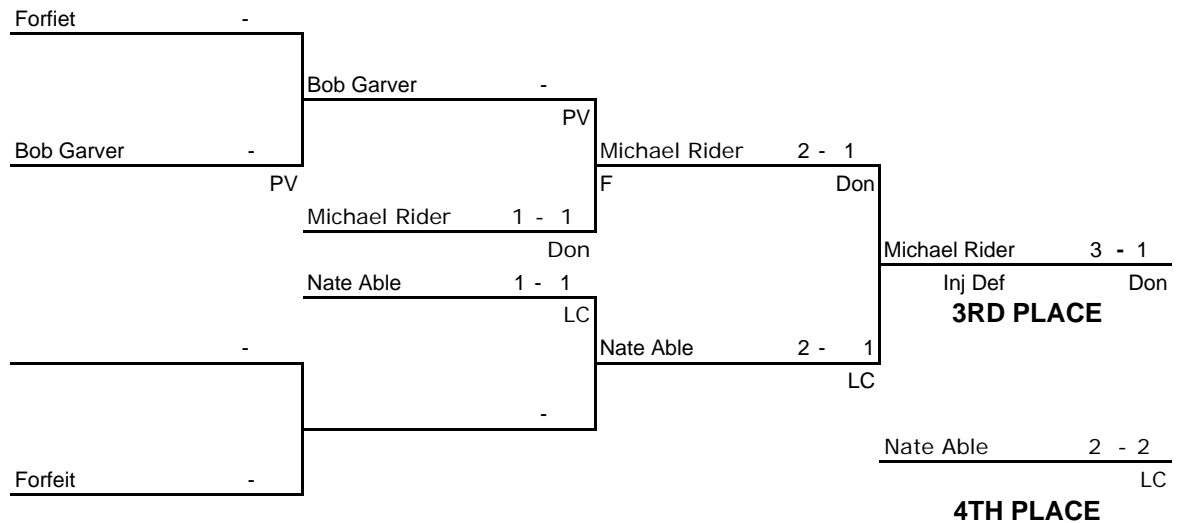 Forfiet -
Bob Garver -
PV
Bob Garver -
PV
Michael Rider 2 - 1
F Don
PV
Michael Rider 1 - 1
Don
Michael Rider 3 - 1
Inj Def Don
3RD PLACE
Nate Able 1 - 1
LC
-
Nate Able 2 - 1
LC
-
Nate Able 2 - 2
LC
Forfeit -
4TH PLACE